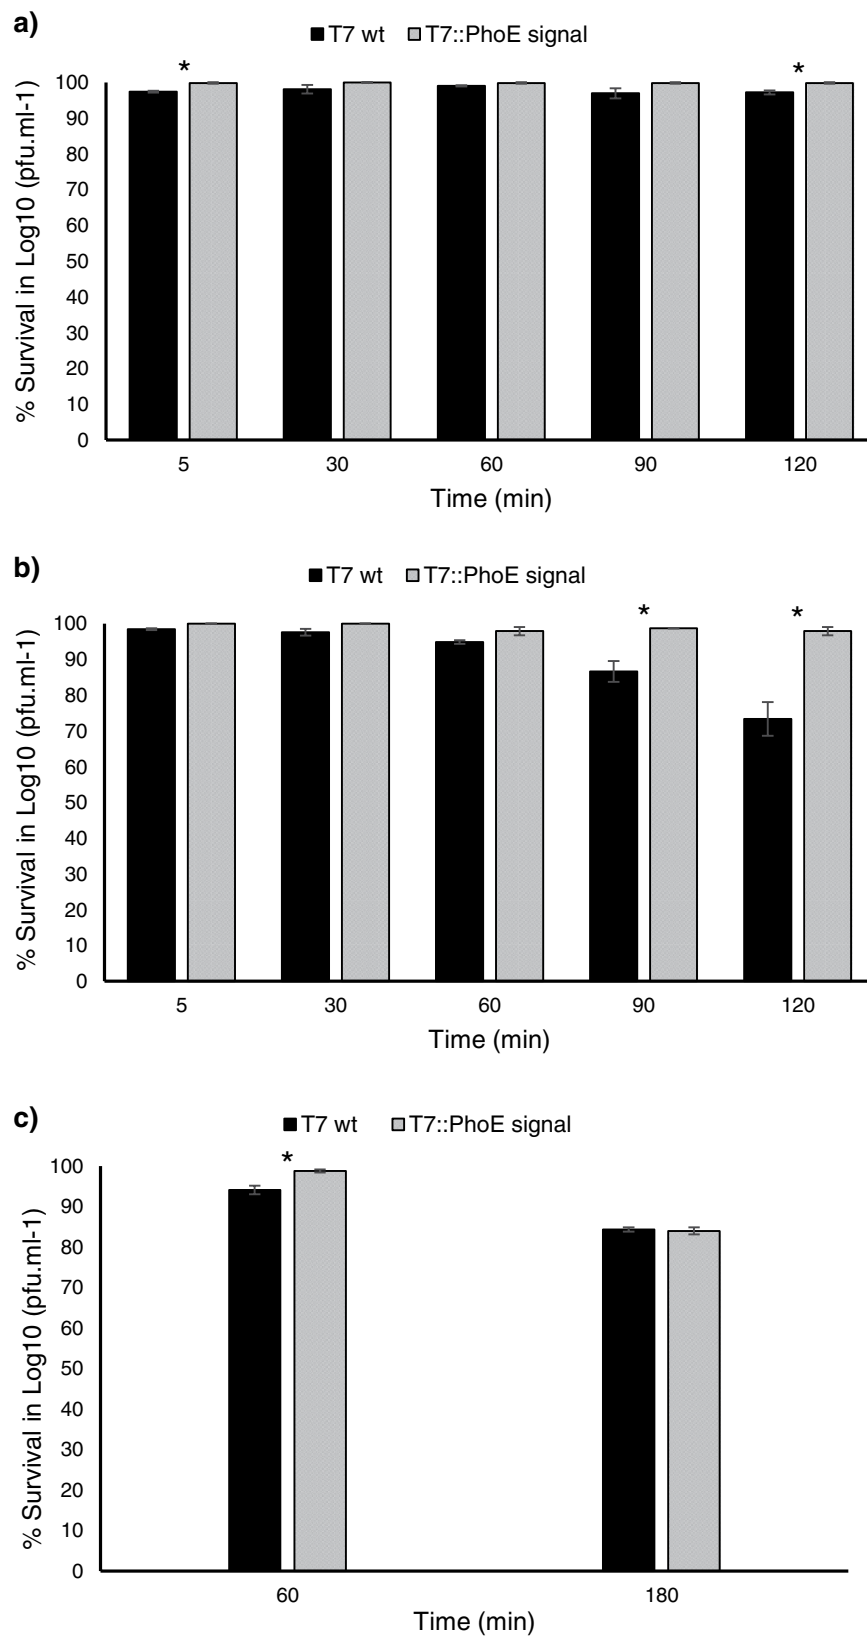 a)
T7 wt T7::PhoE signal
% Survival in Log10 (pfu.ml-1)
100
90
80
70
60
50
40
30
20
10
0
* *
5 30 60 90 120
Time (min)
b)
T7 wt T7::PhoE signal
% Survival in Log10 (pfu.ml-1)
100
90
80
70
60
50
40
30
20
10
0
* *
5 30 60 90 120
Time (min)
c)
T7 wt T7::PhoE signal
% Survival in Log10 (pfu.ml-1)
100
90
80
70
60
50
40
30
20
10
0
*
60 180
Time (min)